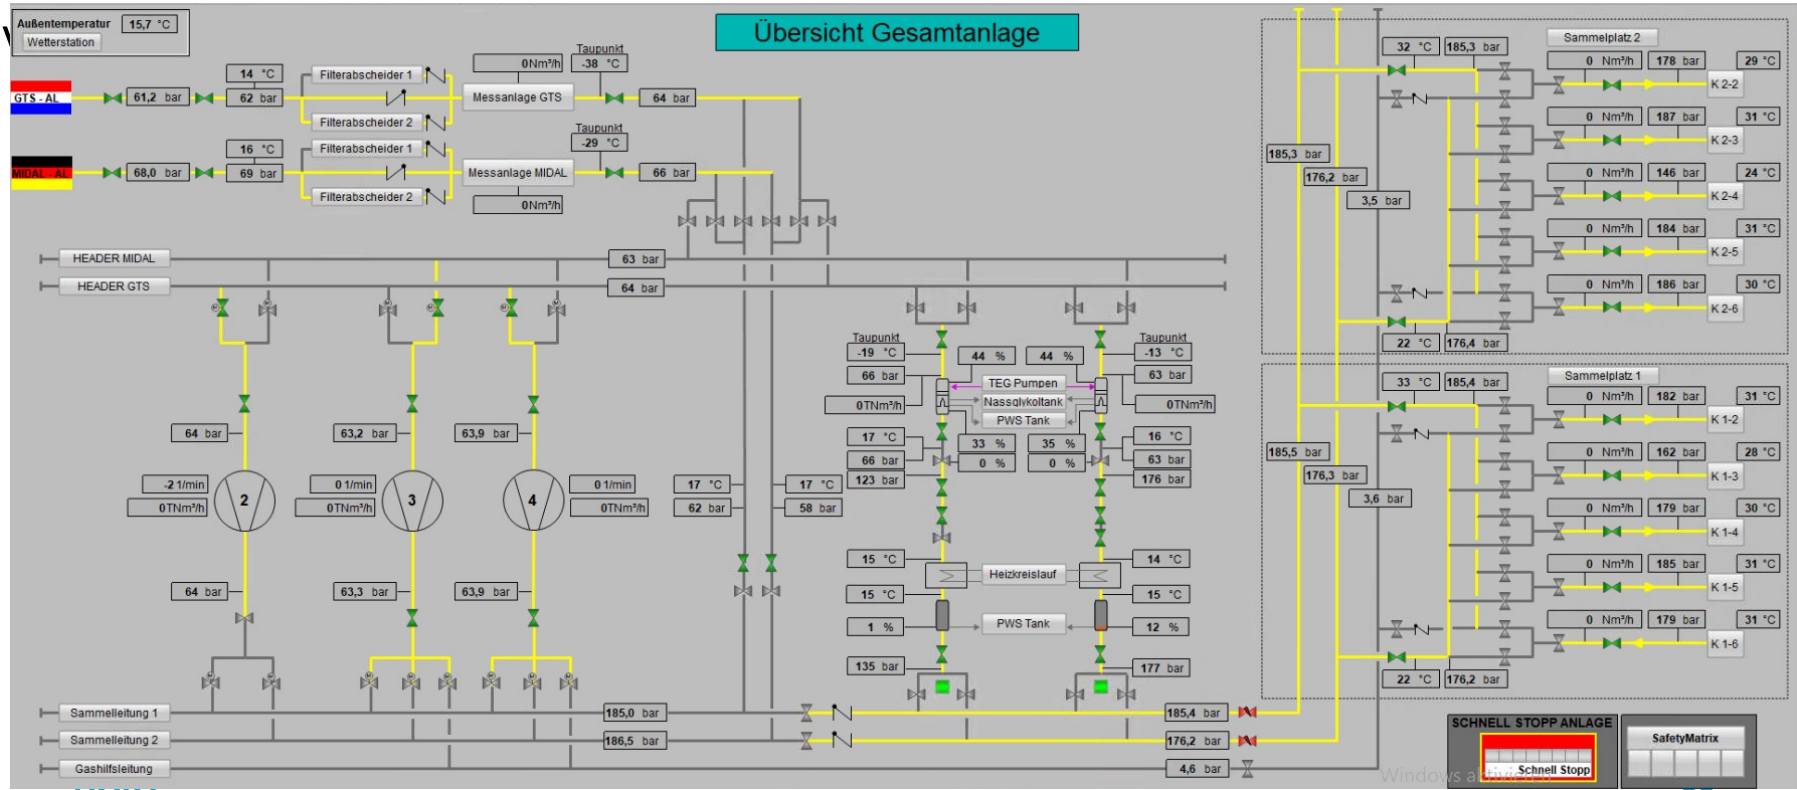 Außentemperatur 15,7 °C
Wetterstation
Übersicht Gesamtanlage
GTS - AL
61,2 bar
14 °C
62 bar
Filterabscheider 1
Filterabscheider 2
0 Nm³/h
Messanlage GTS
Taupunkt
-38 °C
64 bar
MIDAL - AL
68,0 bar
16 °C
69 bar
Filterabscheider 1
Filterabscheider 2
Messanlage MIDAL
0 Nm³/h
Taupunkt
-29 °C
66 bar
HEADER MIDAL
63 bar
HEADER GTS
64 bar
64 bar
-2 1/min
0 TNm³/h
2
64 bar
63,2 bar
0 1/min
0 TNm³/h
3
63,3 bar
63,9 bar
4
0 1/min
0 TNm³/h
63,9 bar
17 °C
62 bar
17 °C
58 bar
Taupunkt
-19 °C
66 bar
0 TNm³/h
17 °C
66 bar
123 bar
15 °C
15 °C
1 %
135 bar
44 %
44 %
TEG Pumpen
Nassglykoltank
PWS Tank
33 %
35 %
0 %
0 %
Heizkreislauf
PWS Tank
Taupunkt
-13 °C
63 bar
0 TNm³/h
16 °C
63 bar
176 bar
14 °C
15 °C
12 %
177 bar
Sammelleitung 1
185,0 bar
185,4 bar
Sammelleitung 2
186,5 bar
176,2 bar
Gashilfsleitung
4,6 bar
185,3 bar
176,2 bar
3,5 bar
185,5 bar
176,3 bar
3,6 bar
32 °C 185,3 bar
Sammelplatz 2
0 Nm³/h 178 bar 29 °C
K 2-2
0 Nm³/h 187 bar 31 °C
K 2-3
0 Nm³/h 146 bar 24 °C
K 2-4
0 Nm³/h 184 bar 31 °C
K 2-5
0 Nm³/h 186 bar 30 °C
K 2-6
22 °C 176,4 bar
33 °C 185,4 bar
Sammelplatz 1
0 Nm³/h 182 bar 31 °C
K 1-2
0 Nm³/h 162 bar 28 °C
K 1-3
0 Nm³/h 179 bar 30 °C
K 1-4
0 Nm³/h 185 bar 31 °C
K 1-5
0 Nm³/h 179 bar 31 °C
K 1-6
22 °C 176,2 bar
SCHNELL STOPP ANLAGE
Schnell Stopp
SafetyMatrix
Windows aktivieren